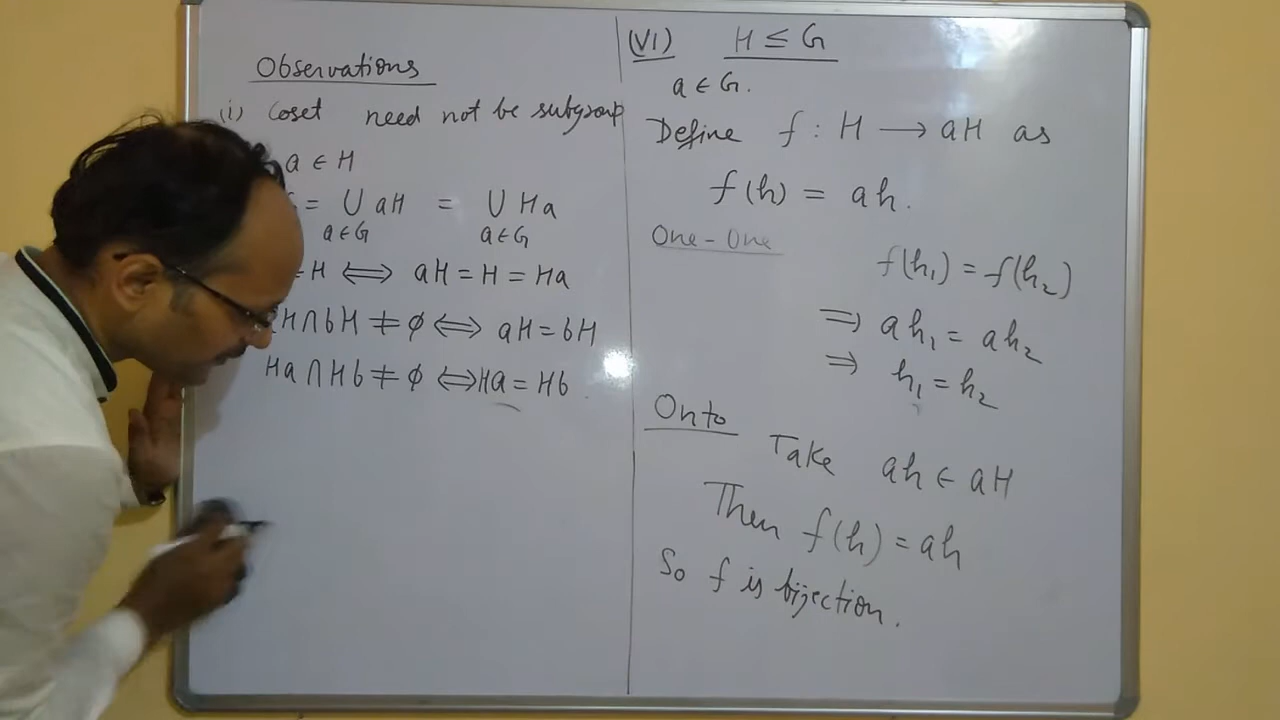 Observations
(i) Coset need not be subgroup
a ∈ H
= ∪ aH = ∪ Ha
a∈G a∈G
=H ⟺ aH = H = Ha
H∩bH ≠ φ ⟺ aH = bH
Ha∩Hb ≠ φ ⟺ Ha = Hb
(VI) H ≤ G
a ∈ G.
Define f : H → aH as
f(h) = ah.
One-One
f(h₁) = f(h₂)
⇒ ah₁ = ah₂
⇒ h₁ = h₂
Onto
Take ah ∈ aH
Then f(h) = ah
So f is bijection.